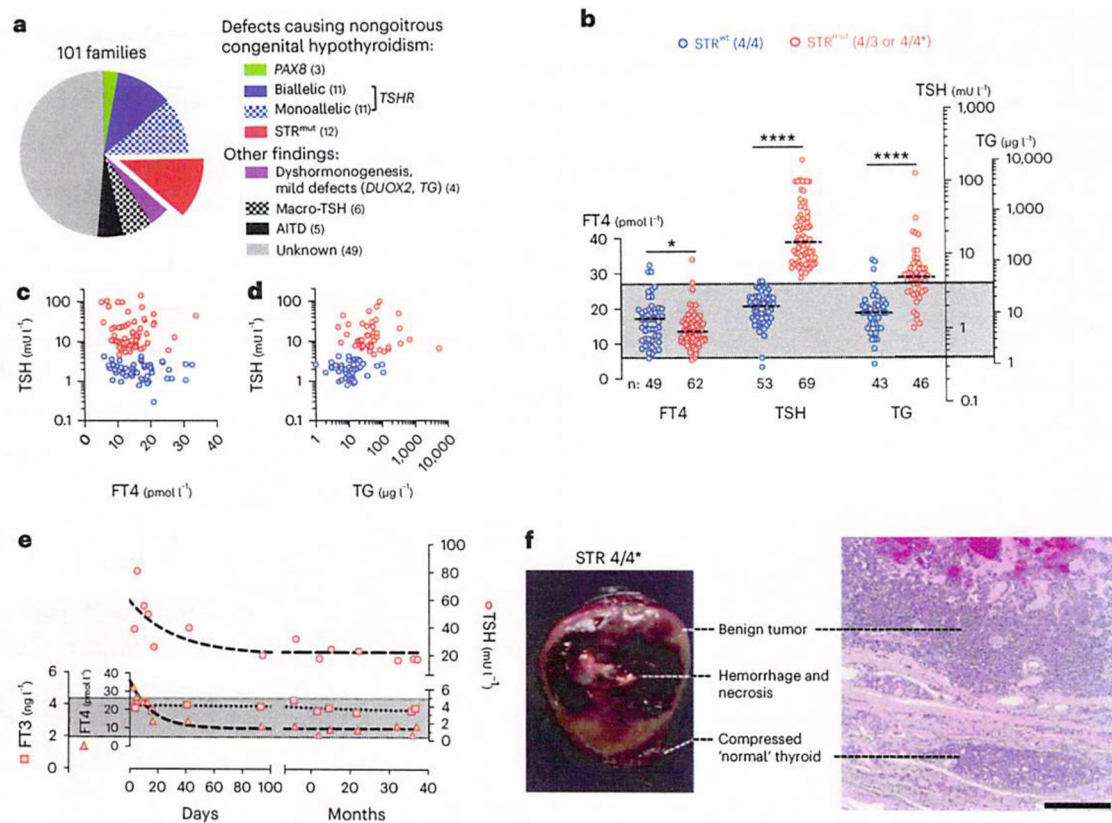 a
101 families
Defects causing nongoitrous
congenital hypothyroidism:
PAX8 (3)
Biallelic (11)
Monoallelic (11)
TSHR
STRmut (12)
Other findings:
Dyshormonogenesis,
mild defects (DUOX2, TG) (4)
Macro-TSH (6)
AITD (5)
Unknown (49)
b
STRwt (4/4)
STRmut (4/3 or 4/4*)
TSH (mU l−1)
1,000
100
10
1
0.1
TG (µg l−1)
10,000
1,000
100
10
1
FT4
(pmol l−1)
40
30
20
10
0
*
****
****
n: 49 62 53 69 43 46
FT4 TSH TG
c
TSH (mU l−1)
100
10
1
0.1
0 10 20 30 40
FT4 (pmol l−1)
d
TSH (mU l−1)
100
10
1
0.1
1 10 100 1,000 10,000
TG (µg l−1)
e
100
80
60
40
20
TSH (mU l−1)
6
4
2
0
FT3 (ng l−1)
FT4 (pmol l−1)
40
30
20
10
0
6
5
4
3
2
1
0
0 20 40 60 80 100 0 10 20 30 40
Days Months
f
STR 4/4*
Benign tumor
Hemorrhage and
necrosis
Compressed
'normal' thyroid